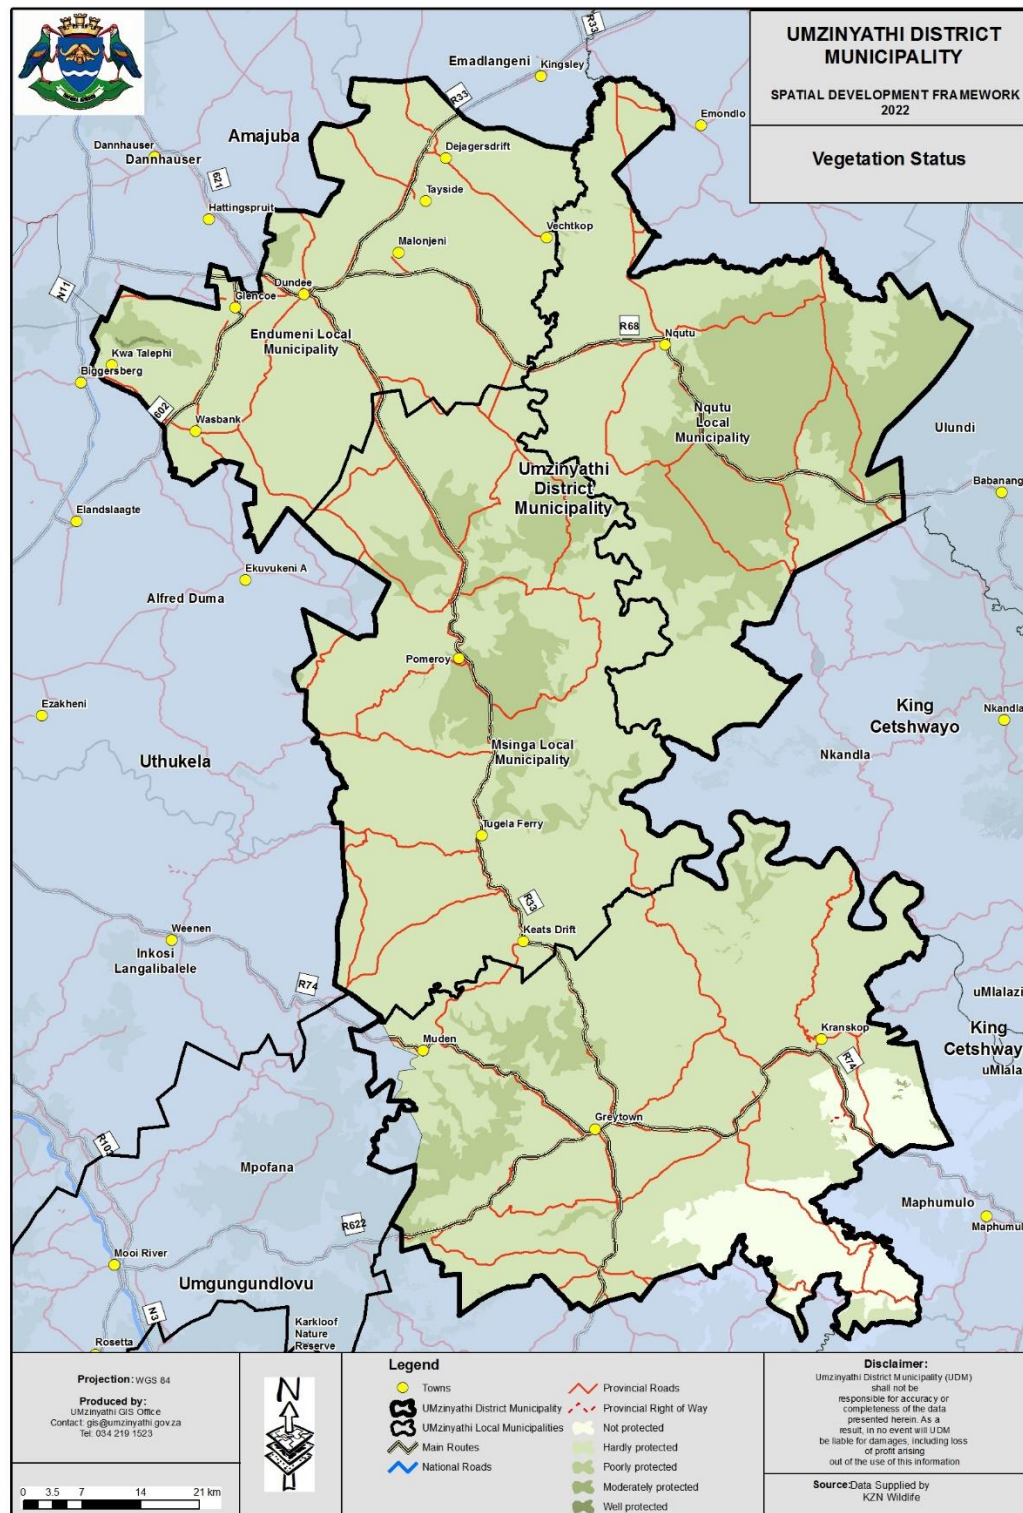 UMZINYATHI DISTRICT
MUNICIPALITY
SPATIAL DEVELOPMENT FRAMEWORK
2022
Vegetation Status
R33
Emadlangeni
Kingsley
R33
Emondlo
Amajuba
Dannhauser
Dannhauser
Dejagersdrift
621
Tayside
Hattingspruit
Vechtkop
Malonjeni
N11
Dundee
Glencoe
Endumeni Local
Municipality
R68
Nqutu
Kwa Talephi
Biggersberg
602
Wasbank
Nqutu
Local
Municipality
Ulundi
Umzinyathi
District
Municipality
Babanang
Elandslaagte
Ekuvukeni A
Alfred Duma
Pomeroy
Ezakheni
King
Cetshwayo
Nkandla
Nkandla
Uthukela
Msinga Local
Municipality
Tugela Ferry
R33
Weenen
Keats Drift
Inkosi
Langalibalele
R74
uMlalazi
King
Cetshway
uMlala
Kranskop
R74
Muden
Greytown
R10
Mpofana
R622
Maphumulo
Maphumul
Mooi River
Umgungundlovu
N3
Karkloof
Nature
Reserve
Rosetta
Projection: WGS 84
Produced by:
UMzinyathi GIS Office
Contact: gis@umzinyathi.gov.za
Tel: 034 219 1523
0 3.5 7 14 21 km
N
Legend
Towns
UMzinyathi District Municipality
UMzinyathi Local Municipalities
Main Routes
National Roads
Provincial Roads
Provincial Right of Way
Not protected
Hardly protected
Poorly protected
Moderately protected
Well protected
Disclaimer:
Umzinyathi District Municipality (UDM)
shall not be
responsible for accuracy or
completeness of the data
presented herein. As a
result, in no event will UDM
be liable for damages, including loss
of profit arising
out of the use of this information
Source:Data Supplied by
KZN Wildlife